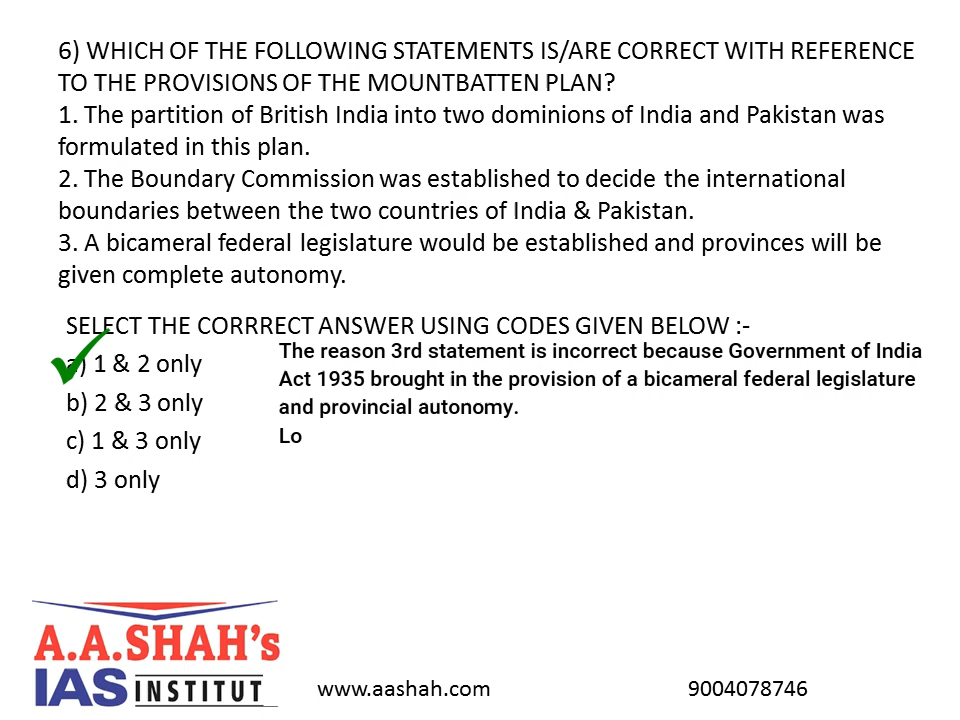 6) WHICH OF THE FOLLOWING STATEMENTS IS/ARE CORRECT WITH REFERENCE
TO THE PROVISIONS OF THE MOUNTBATTEN PLAN?
1. The partition of British India into two dominions of India and Pakistan was
formulated in this plan.
2. The Boundary Commission was established to decide the international
boundaries between the two countries of India & Pakistan.
3. A bicameral federal legislature would be established and provinces will be
given complete autonomy.
SELECT THE CORRRECT ANSWER USING CODES GIVEN BELOW :-
a) 1 & 2 only
b) 2 & 3 only
c) 1 & 3 only
d) 3 only
The reason 3rd statement is incorrect because Government of India
Act 1935 brought in the provision of a bicameral federal legislature
and provincial autonomy.
Lo
A.A.SHAH's
IAS INSTITUT
www.aashah.com 9004078746